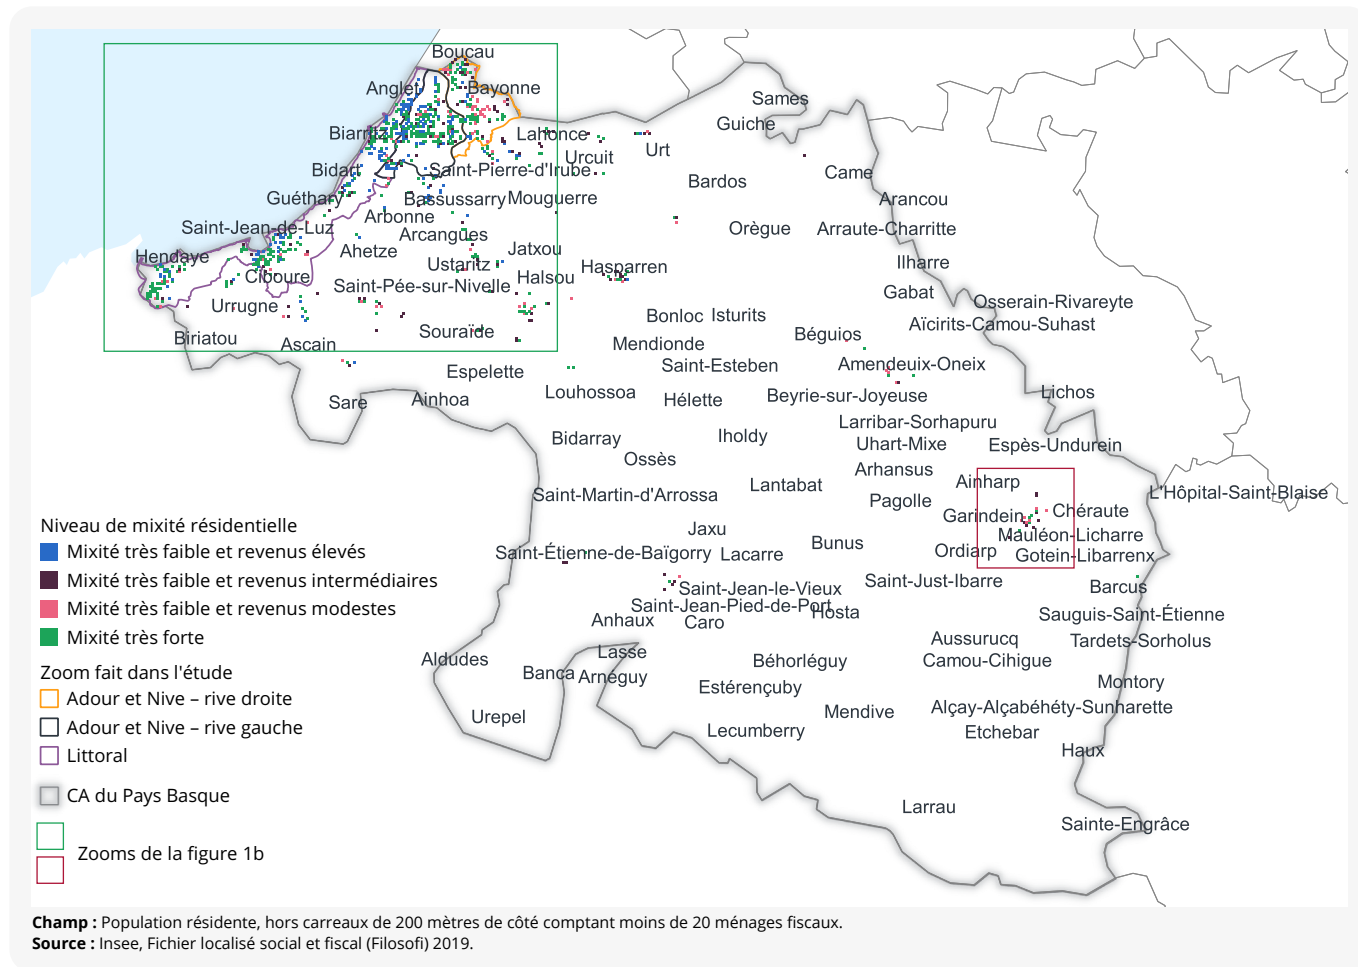 Boucau
Anglet
Bayonne
Sames
Guiche
Biarritz
Lahonce
Urcuit
Urt
Bidart
Saint-Pierre-d'Irube
Bardos
Came
Guéthary
Bassussarry
Mouguerre
Arancou
Arbonne
Saint-Jean-de-Luz
Arcangues
Orègue
Arraute-Charritte
Hendaye
Ahetze
Jatxou
Ustaritz
Hasparren
Ilharre
Ciboure
Halsou
Saint-Pée-sur-Nivelle
Gabat
Urrugne
Osserain-Rivareyte
Bonloc
Isturits
Aïcirits-Camou-Suhast
Biriatou
Ascain
Souraïde
Mendionde
Béguios
Saint-Esteben
Amendeuix-Oneix
Espelette
Louhossoa
Hélette
Beyrie-sur-Joyeuse
Lichos
Sare
Ainhoa
Larribar-Sorhapuru
Bidarray
Iholdy
Uhart-Mixe
Espès-Undurein
Ossès
Arhansus
Lantabat
Ainharp
Saint-Martin-d'Arrossa
Pagolle
L'Hôpital-Saint-Blaise
Garindein
Chéraute
Jaxu
Mauléon-Licharre
Saint-Étienne-de-Baïgorry
Lacarre
Bunus
Ordiarp
Gotein-Libarrenx
Saint-Just-Ibarre
Barcus
Saint-Jean-le-Vieux
Saint-Jean-Pied-de-Port
Hosta
Anhaux
Caro
Sauguis-Saint-Étienne
Aussurucq
Tardets-Sorholus
Lasse
Aldudes
Banca
Arnéguy
Béhorléguy
Camou-Cihigue
Estérençuby
Montory
Urepel
Mendive
Alçay-Alçabéhéty-Sunharette
Lecumberry
Etchebar
Haux
Larrau
Sainte-Engrâce
Niveau de mixité résidentielle
Mixité très faible et revenus élevés
Mixité très faible et revenus intermédiaires
Mixité très faible et revenus modestes
Mixité très forte
Zoom fait dans l'étude
Adour et Nive – rive droite
Adour et Nive – rive gauche
Littoral
CA du Pays Basque
Zooms de la figure 1b
Champ : Population résidente, hors carreaux de 200 mètres de côté comptant moins de 20 ménages fiscaux.
Source : Insee, Fichier localisé social et fiscal (Filosofi) 2019.